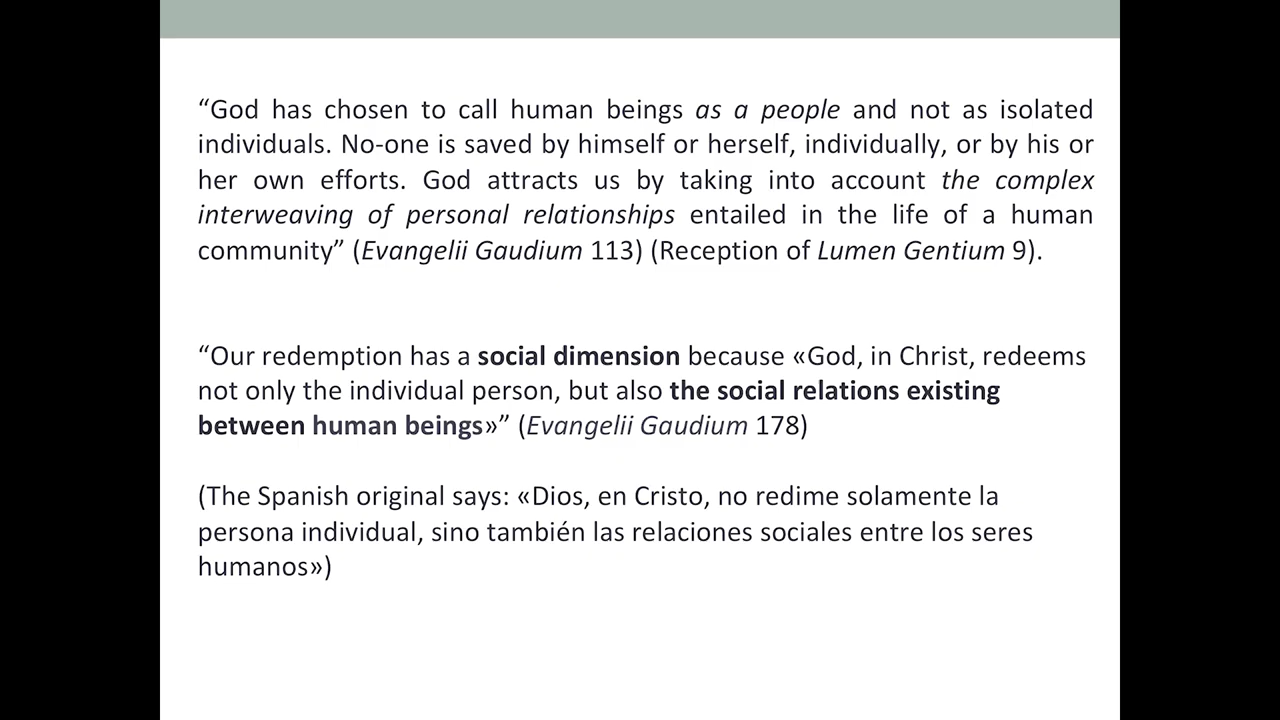 “God has chosen to call human beings as a people and not as isolated
individuals. No-one is saved by himself or herself, individually, or by his or
her own efforts. God attracts us by taking into account the complex
interweaving of personal relationships entailed in the life of a human
community” (Evangelii Gaudium 113) (Reception of Lumen Gentium 9).
“Our redemption has a social dimension because «God, in Christ, redeems
not only the individual person, but also the social relations existing
between human beings»” (Evangelii Gaudium 178)
(The Spanish original says: «Dios, en Cristo, no redime solamente la
persona individual, sino también las relaciones sociales entre los seres
humanos»)